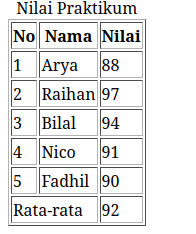 Nilai Praktikum
No Nama Nilai
1 Arya 88
2 Raihan 97
3 Bilal 94
4 Nico 91
5 Fadhil 90
Rata-rata 92